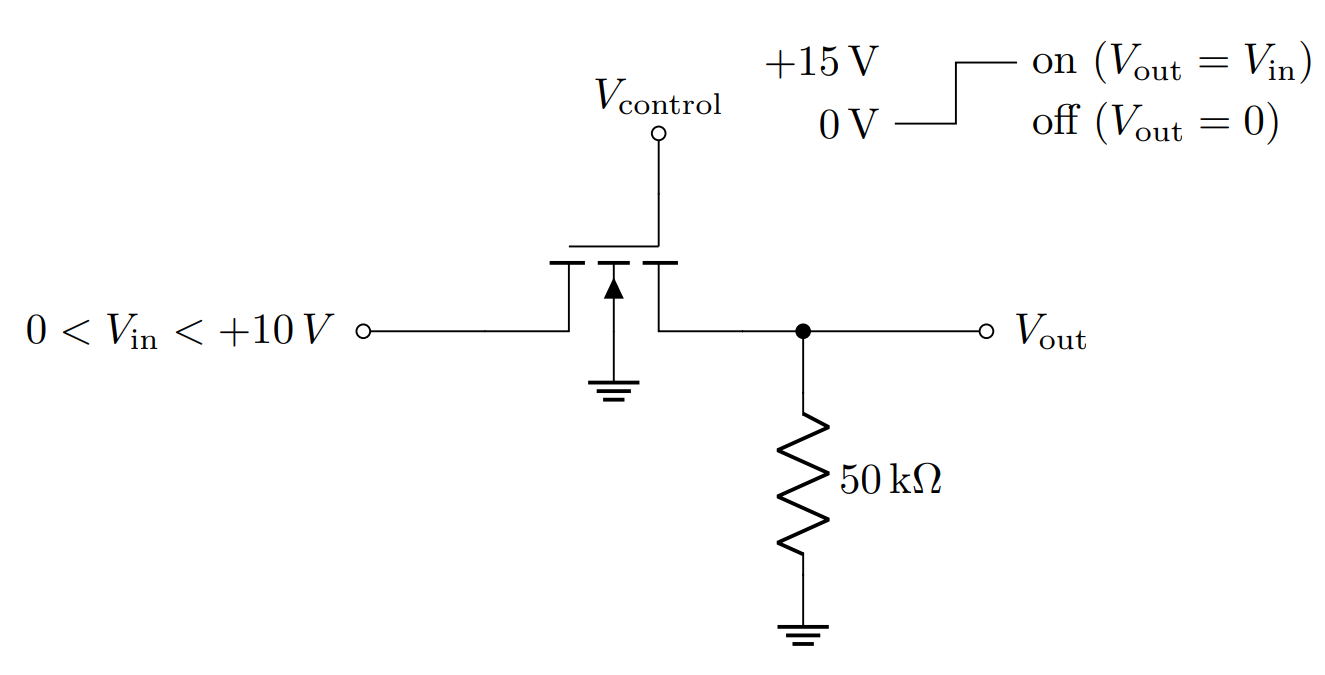 +15 V on (V_out = V_in)
V_control
0 V off (V_out = 0)
0 < V_in < +10 V
V_out
50 kΩ